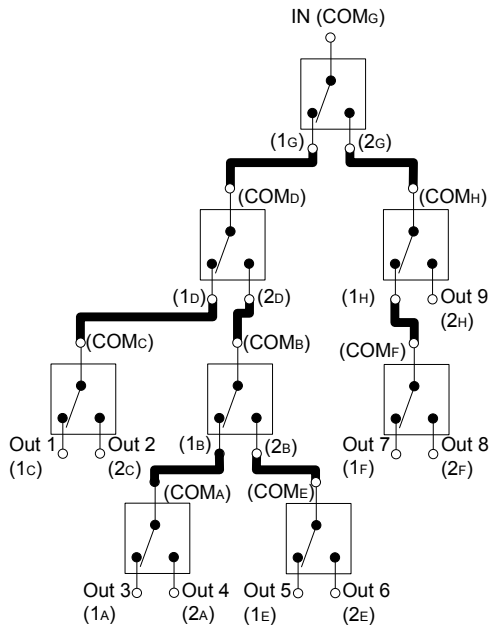 IN (COMG)
(1G) (2G)
(COMD) (COMH)
(1D) (2D) (1H) Out 9
(2H)
(COMC) (COMB) (COMF)
Out 1 Out 2 (1B) (2B) Out 7 Out 8
(1C) (2C) (1F) (2F)
(COMA) (COME)
Out 3 Out 4 Out 5 Out 6
(1A) (2A) (1E) (2E)